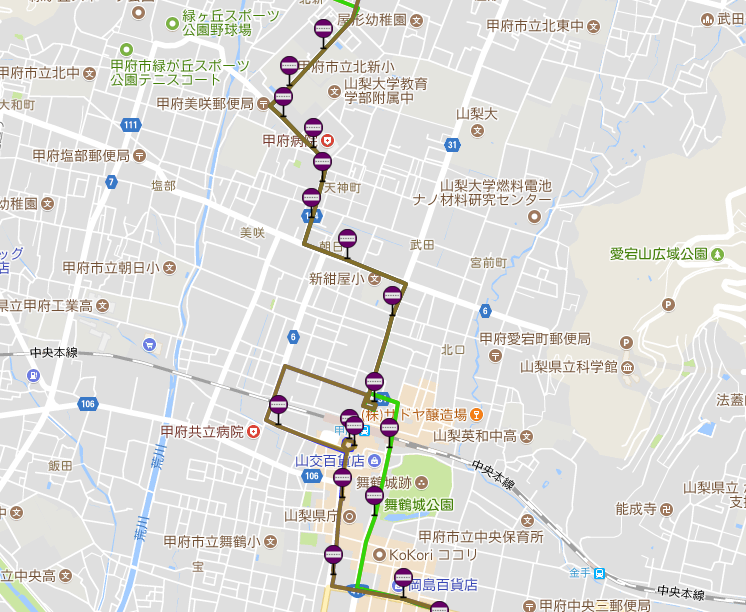 緑ヶ丘スポーツ
公園野球場
屋形幼稚園
甲府市立北東中
武田
甲府市立北中
甲府市緑が丘スポーツ
公園テニスコート
甲府市立北新小
山梨大学教育
学部附属中
大和町
甲府美咲郵便局
111
山梨大
甲府病院
31
甲府塩部郵便局
7
塩部
天神町
山梨大学燃料電池
ナノ材料研究センター
幼稚園
美咲
朝日
武田
宮前町
愛宕山広域公園
甲府市立朝日小
新紺屋小
県立甲府工業高
6
6
中央本線
北口
甲府愛宕町郵便局
山梨県立科学館
106
(株)サドヤ醸造場
法蓋
甲府共立病院
山梨英和中高
飯田
荒川
山交百貨店
106
中央本線
舞鶴城跡
舞鶴城公園
山梨県立
能成寺
荒川
山梨県庁
甲府市立舞鶴小
甲府市立中央保育所
KoKori ココリ
宝
立中央高
金手
岡島百貨店
中央本線
甲府中央三郵便局